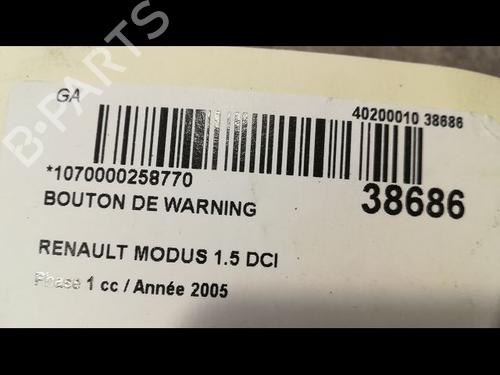 B-PARTS
GA
40200010 38686
*1070000258770
38686
BOUTON DE WARNING
RENAULT MODUS 1.5 DCI
Phase 1 cc / Année 2005